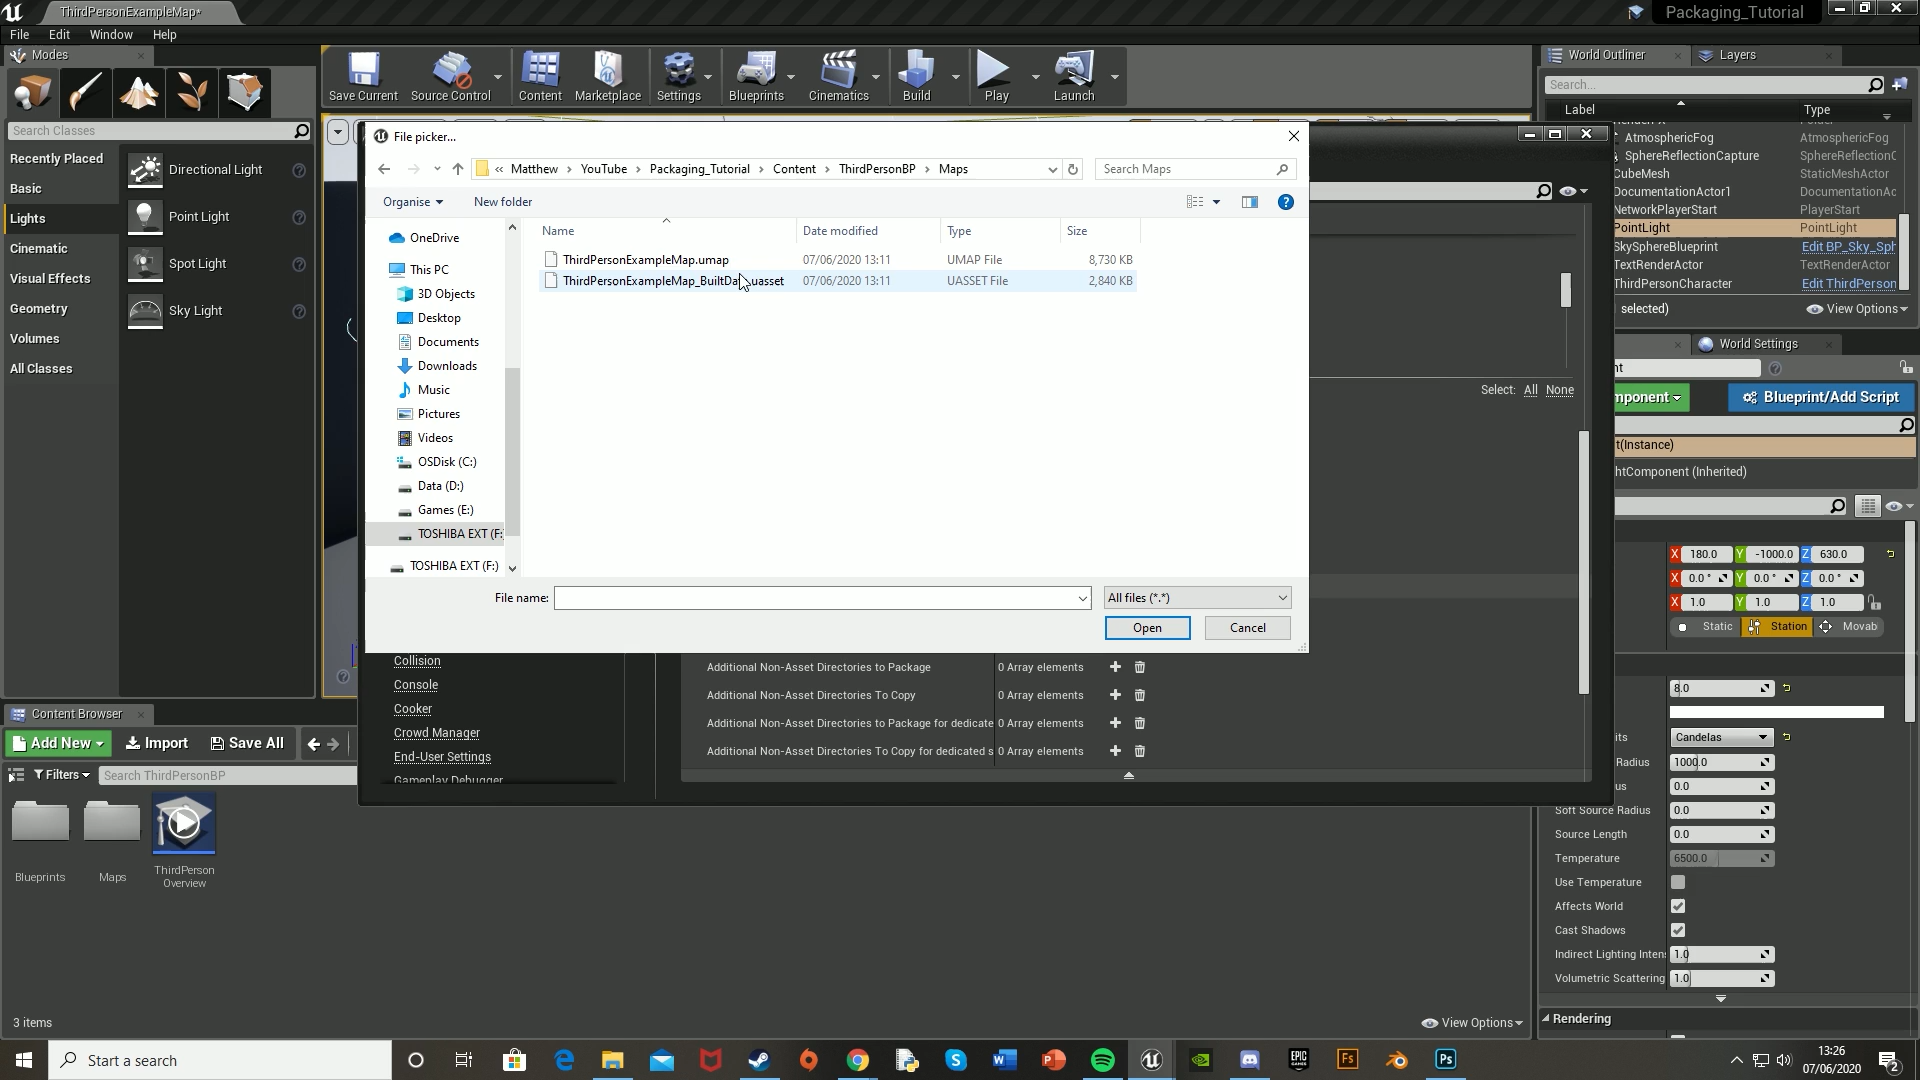 ThirdPersonExampleMap*
Packaging_Tutorial
File Edit Window Help
Modes
Search Classes
Recently Placed
Basic
Lights
Cinematic
Visual Effects
Geometry
Volumes
All Classes
Directional Light
Point Light
Spot Light
Sky Light
Save Current
Source Control
Content
Marketplace
Settings
Blueprints
Cinematics
Build
Play
Launch
File picker...
« Matthew > YouTube > Packaging_Tutorial > Content > ThirdPersonBP > Maps
Search Maps
Organise
New folder
OneDrive
This PC
3D Objects
Desktop
Documents
Downloads
Music
Pictures
Videos
OSDisk (C:)
Data (D:)
Games (E:)
TOSHIBA EXT (F:
TOSHIBA EXT (F:)
Name Date modified Type Size
ThirdPersonExampleMap.umap 07/06/2020 13:11 UMAP File 8,730 KB
ThirdPersonExampleMap_BuiltDa uasset 07/06/2020 13:11 UASSET File 2,840 KB
File name:
All files (*.*)
Open
Cancel
Select: All None
Collision
Console
Cooker
Crowd Manager
End-User Settings
Gameplay Debugger
Additional Non-Asset Directories to Package 0 Array elements
Additional Non-Asset Directories To Copy 0 Array elements
Additional Non-Asset Directories to Package for dedicate 0 Array elements
Additional Non-Asset Directories To Copy for dedicated s 0 Array elements
World Outliner
Layers
Search...
Label Type
AtmosphericFog AtmosphericFog
SphereReflectionCapture SphereReflectionC
CubeMesh StaticMeshActor
DocumentationActor1 DocumentationAc
NetworkPlayerStart PlayerStart
PointLight PointLight
SkySphereBlueprint Edit BP_Sky_Sph
TextRenderActor TextRenderActor
ThirdPersonCharacter Edit ThirdPerson
selected)
View Options
World Settings
nt
mponent
Blueprint/Add Script
t(Instance)
htComponent (Inherited)
X 180.0 Y -1000.0 Z 630.0
X 0.0° Y 0.0° Z 0.0°
X 1.0 Y 1.0 Z 1.0
Static Station Movab
8.0
its Candelas
Radius 1000.0
us 0.0
Soft Source Radius 0.0
Source Length 0.0
Temperature 6500.0
Use Temperature
Affects World
Cast Shadows
Indirect Lighting Inten 1.0
Volumetric Scattering 1.0
Rendering
Content Browser
Add New
Import
Save All
Filters
Search ThirdPersonBP
Blueprints
Maps
ThirdPerson
Overview
3 items
View Options
Start a search
13:26
07/06/2020
2